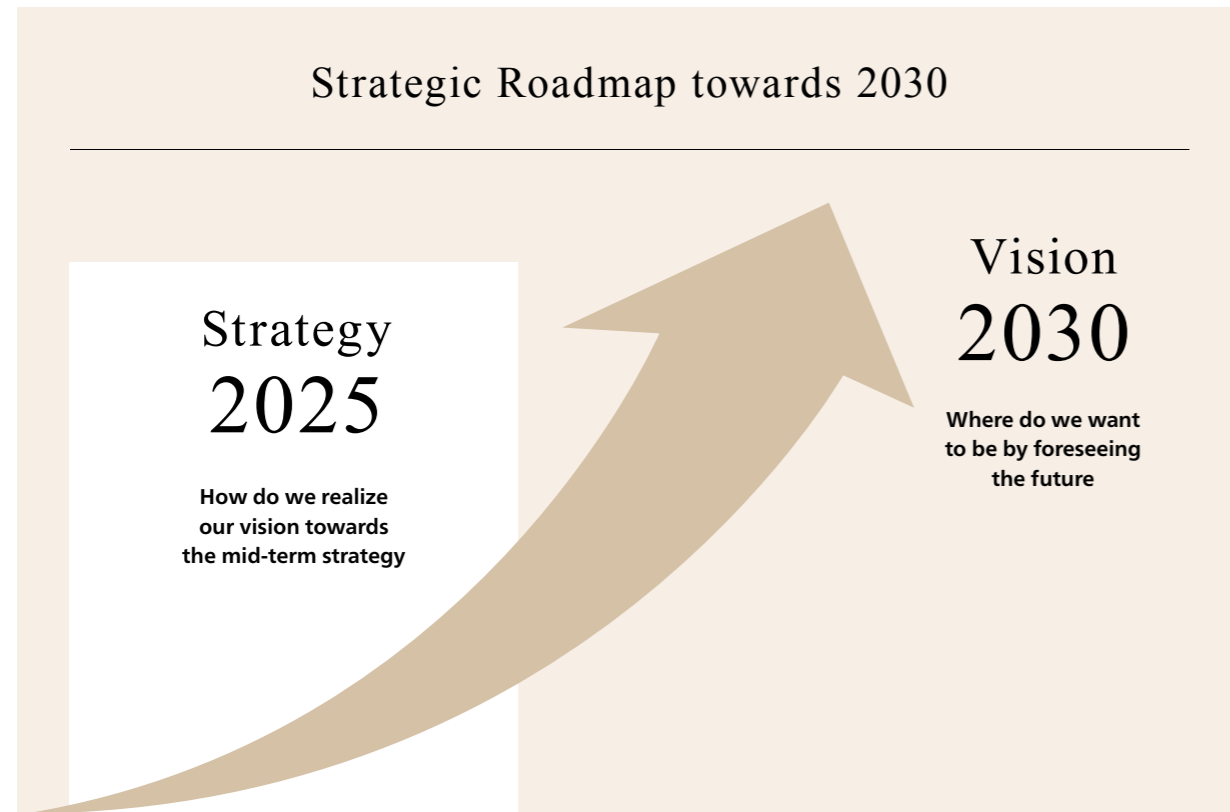 Strategic Roadmap towards 2030
Strategy
2025
How do we realize
our vision towards
the mid-term strategy
Vision
2030
Where do we want
to be by foreseeing
the future